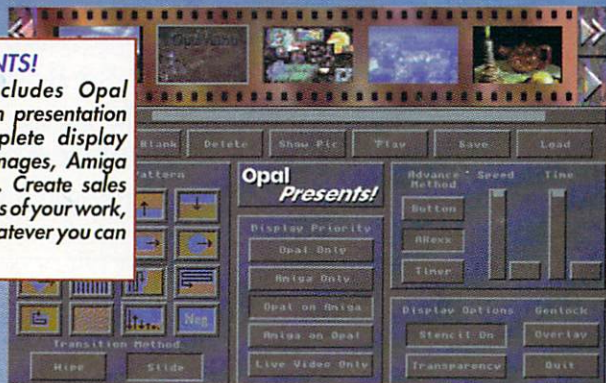 NTS!
cludes Opal
n presentation
plete display
mages, Amiga
. Create sales
s of your work,
atever you can
OpalVision
Blank Delete Show Pic Play Save Load
Pattern
Opal
Presents!
Display Priority
Opal Only
Amiga Only
Opal on Amiga
Amiga on Opal
Live Video Only
Advance Method Speed Time
Button
ARexx
Timer
Neg
Transition Method
Wipe Slide
Display Options Genlock
Stencil On Overlay
Transparency Quit